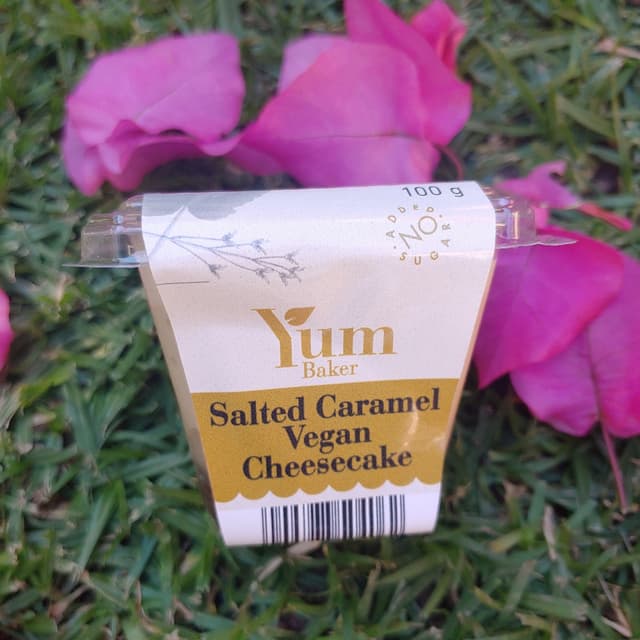 100 g
ADDED
NO
SUGAR
Yum
Baker
Salted Caramel
Vegan
Cheesecake